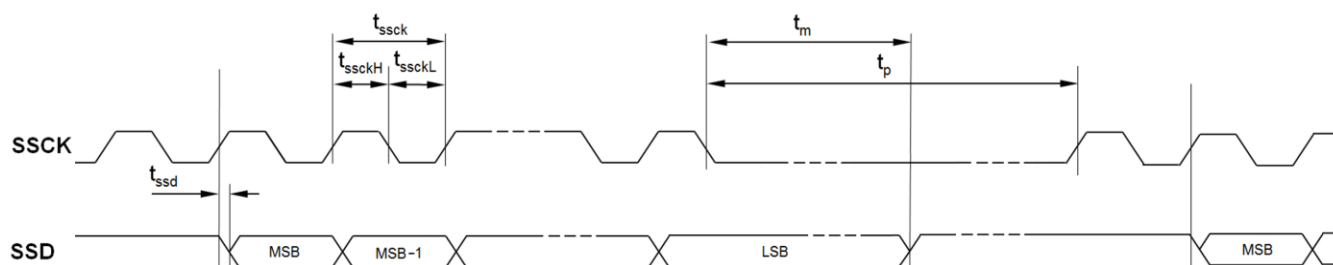 tssck
tm
tssckH tssckL
tp
SSCK
tssd
SSD MSB MSB-1 LSB MSB